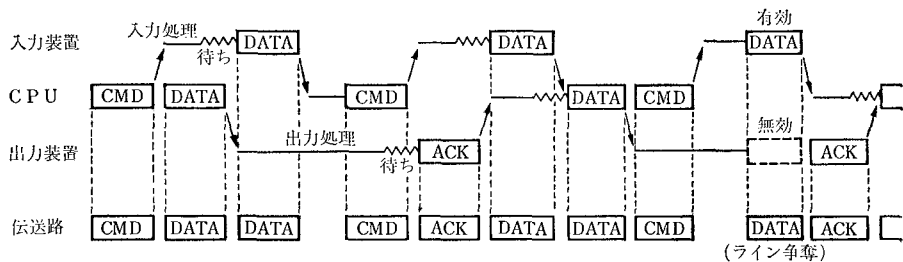 有効
入力処理
入力装置 DATA DATA DATA
待ち
CPU CMD DATA CMD DATA CMD
出力処理 無効
出力装置 ACK ACK
待ち
伝送路 CMD DATA DATA CMD ACK DATA DATA CMD DATA ACK
(ライン争奪)